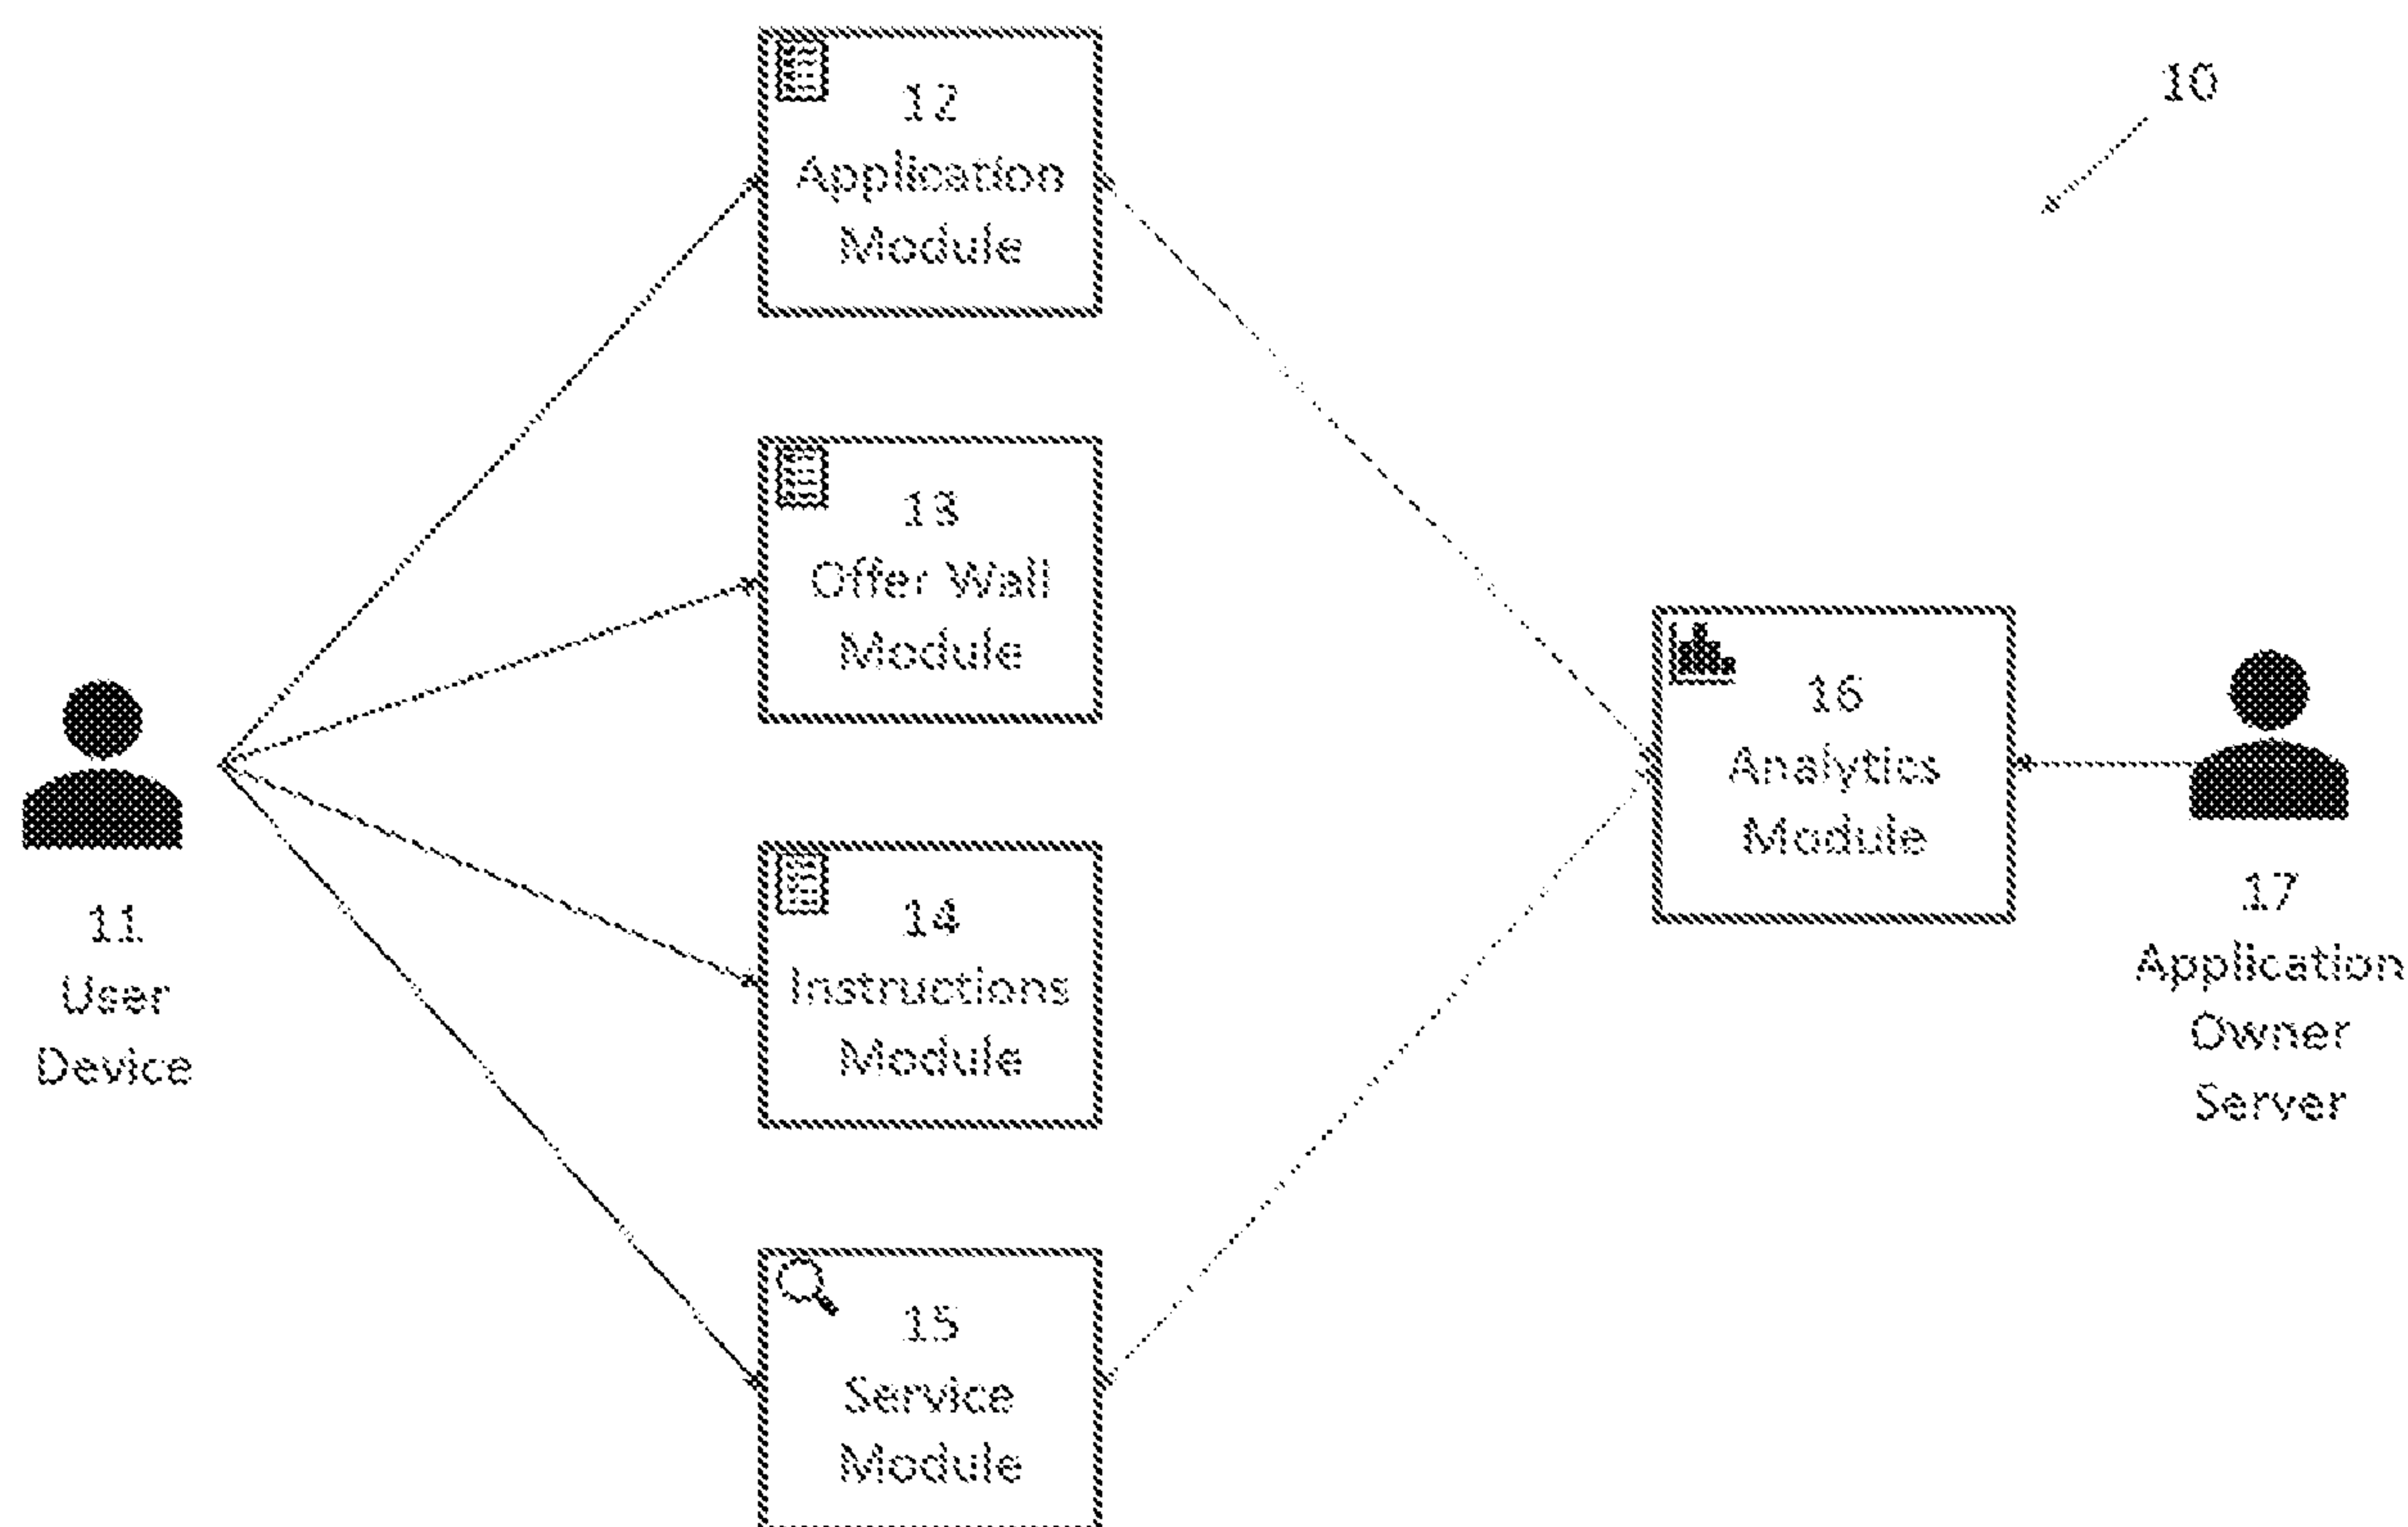 10
12
Application
Module
13
Offer Wall
Module
11
User
Device
14
Instructions
Module
15
Service
Module
16
Analytics
Module
17
Application
Owner
Server